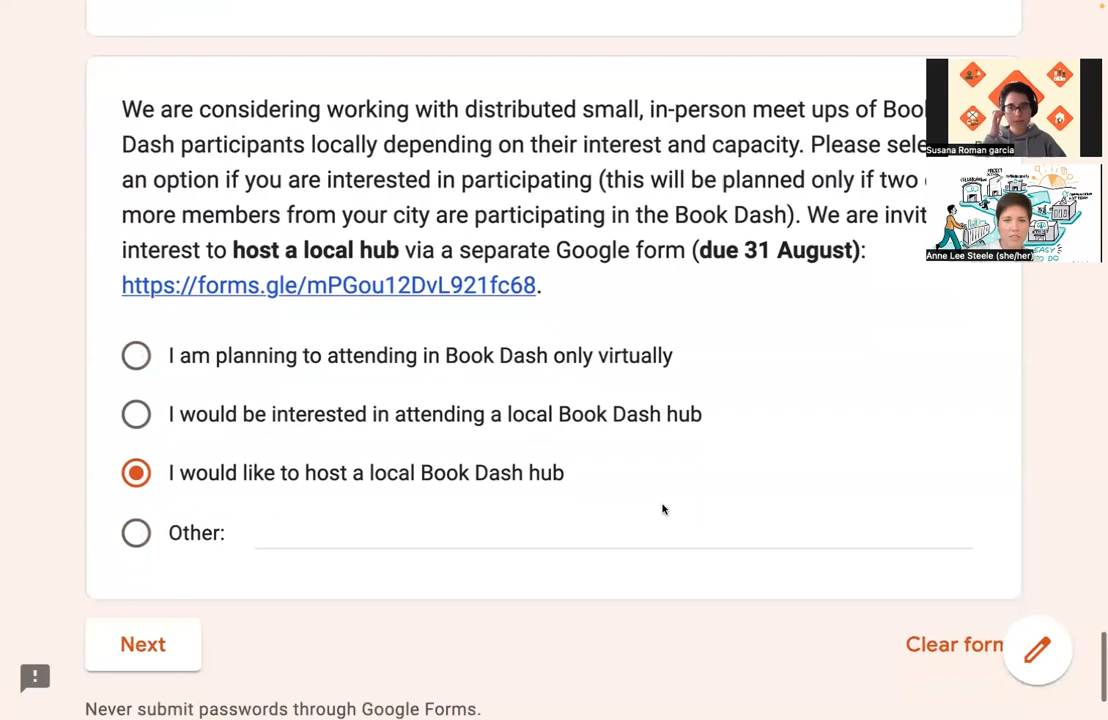 We are considering working with distributed small, in-person meet ups of Boo
Dash participants locally depending on their interest and capacity. Please sele
an option if you are interested in participating (this will be planned only if two
more members from your city are participating in the Book Dash). We are invit
interest to host a local hub via a separate Google form (due 31 August):
https://forms.gle/mPGou12DvL921fc68.
I am planning to attending in Book Dash only virtually
I would be interested in attending a local Book Dash hub
I would like to host a local Book Dash hub
Other:
Next
Clear form
Never submit passwords through Google Forms.
Susana Roman garcia
Anne Lee Steele (she/her)
EASY
TO DO